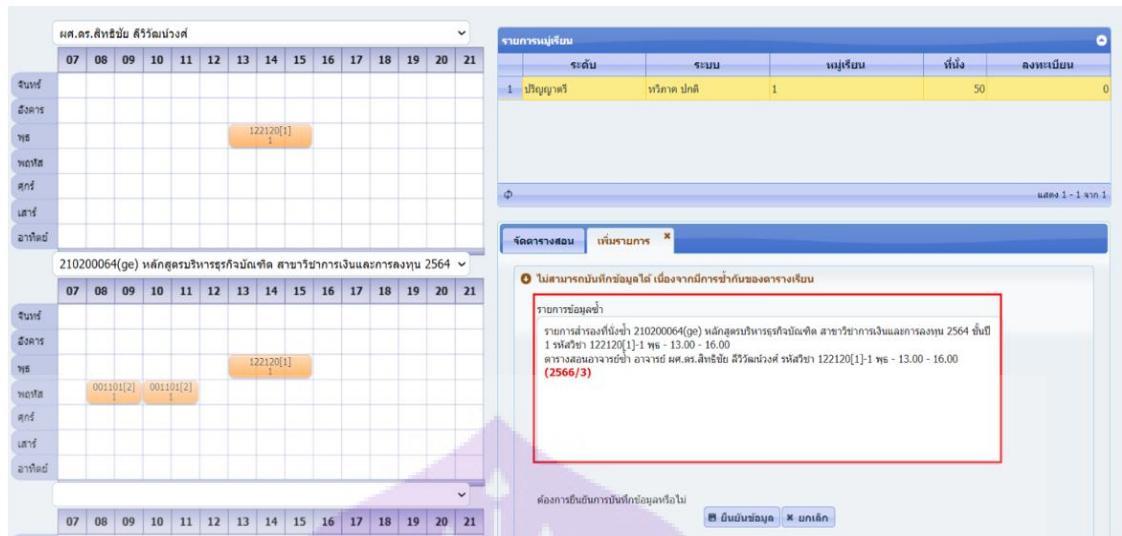 ผศ.ดร.สิทธิชัย ลีวิวัฒน์วงศ์
07 08 09 10 11 12 13 14 15 16 17 18 19 20 21
จันทร์
อังคาร
พุธ
122120[1]
1
พฤหัส
ศุกร์
เสาร์
อาทิตย์
210200064(ge) หลักสูตรบริหารธุรกิจบัณฑิต สาขาวิชาการเงินและการลงทุน 2564
07 08 09 10 11 12 13 14 15 16 17 18 19 20 21
จันทร์
อังคาร
พุธ
122120[1]
1
พฤหัส
001101[2] 001101[2]
1 1
ศุกร์
เสาร์
อาทิตย์
07 08 09 10 11 12 13 14 15 16 17 18 19 20 21
รายการหมู่เรียน
ระดับ ระบบ หมู่เรียน ที่นั่ง ลงทะเบียน
1 ปริญญาตรี ทวิภาค ปกติ 1 50 0
แสดง 1 - 1 จาก 1
จัดตารางสอน เพิ่มรายการ
ไม่สามารถบันทึกข้อมูลได้ เนื่องจากมีการซ้ำกันของตารางเรียน
รายการข้อมูลซ้ำ
รายการสำรองที่นั่งซ้ำ 210200064(ge) หลักสูตรบริหารธุรกิจบัณฑิต สาขาวิชาการเงินและการลงทุน 2564 ชั้นปี
1 รหัสวิชา 122120[1]-1 พุธ - 13.00 - 16.00
ตารางสอนอาจารย์ซ้ำ อาจารย์ ผศ.ดร.สิทธิชัย ลีวิวัฒน์วงศ์ รหัสวิชา 122120[1]-1 พุธ - 13.00 - 16.00
(2566/3)
ต้องการยืนยันการบันทึกข้อมูลหรือไม่
ยืนยันข้อมูล ยกเลิก